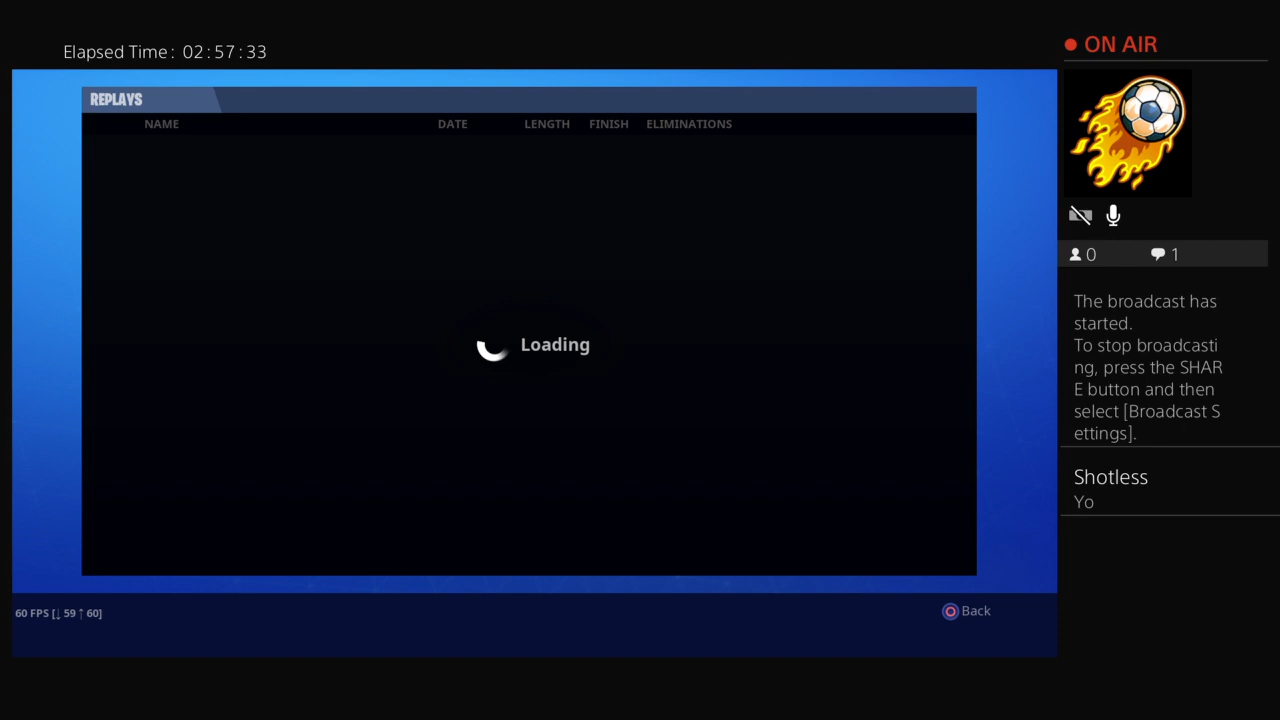 Elapsed Time: 02:57:33
ON AIR
REPLAYS
NAME DATE LENGTH FINISH ELIMINATIONS
Loading
0 1
The broadcast has
started.
To stop broadcasti
ng, press the SHAR
E button and then
select [Broadcast S
ettings].
Shotless
Yo
60 FPS [↓ 59 ↑ 60]
Back